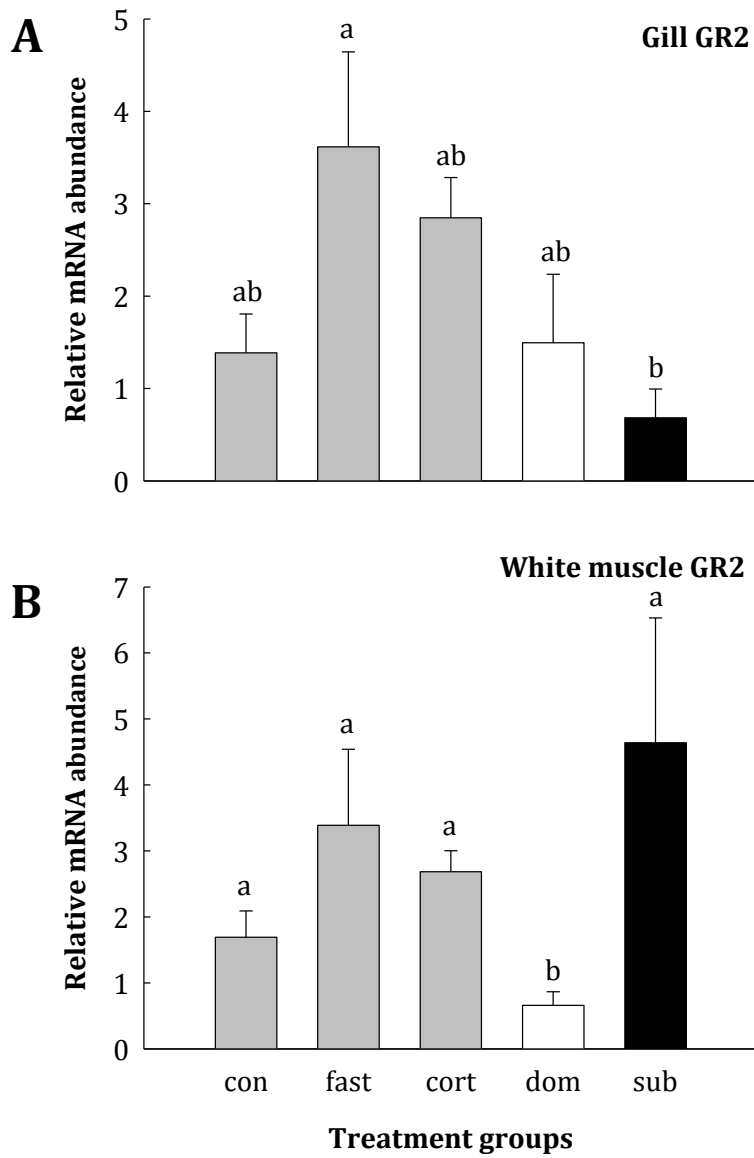 A
Gill GR2
Relative mRNA abundance
5
4
3
2
1
0
ab
a
ab
ab
b
B
White muscle GR2
Relative mRNA abundance
7
6
5
4
3
2
1
0
a
a
a
b
a
con fast cort dom sub
Treatment groups